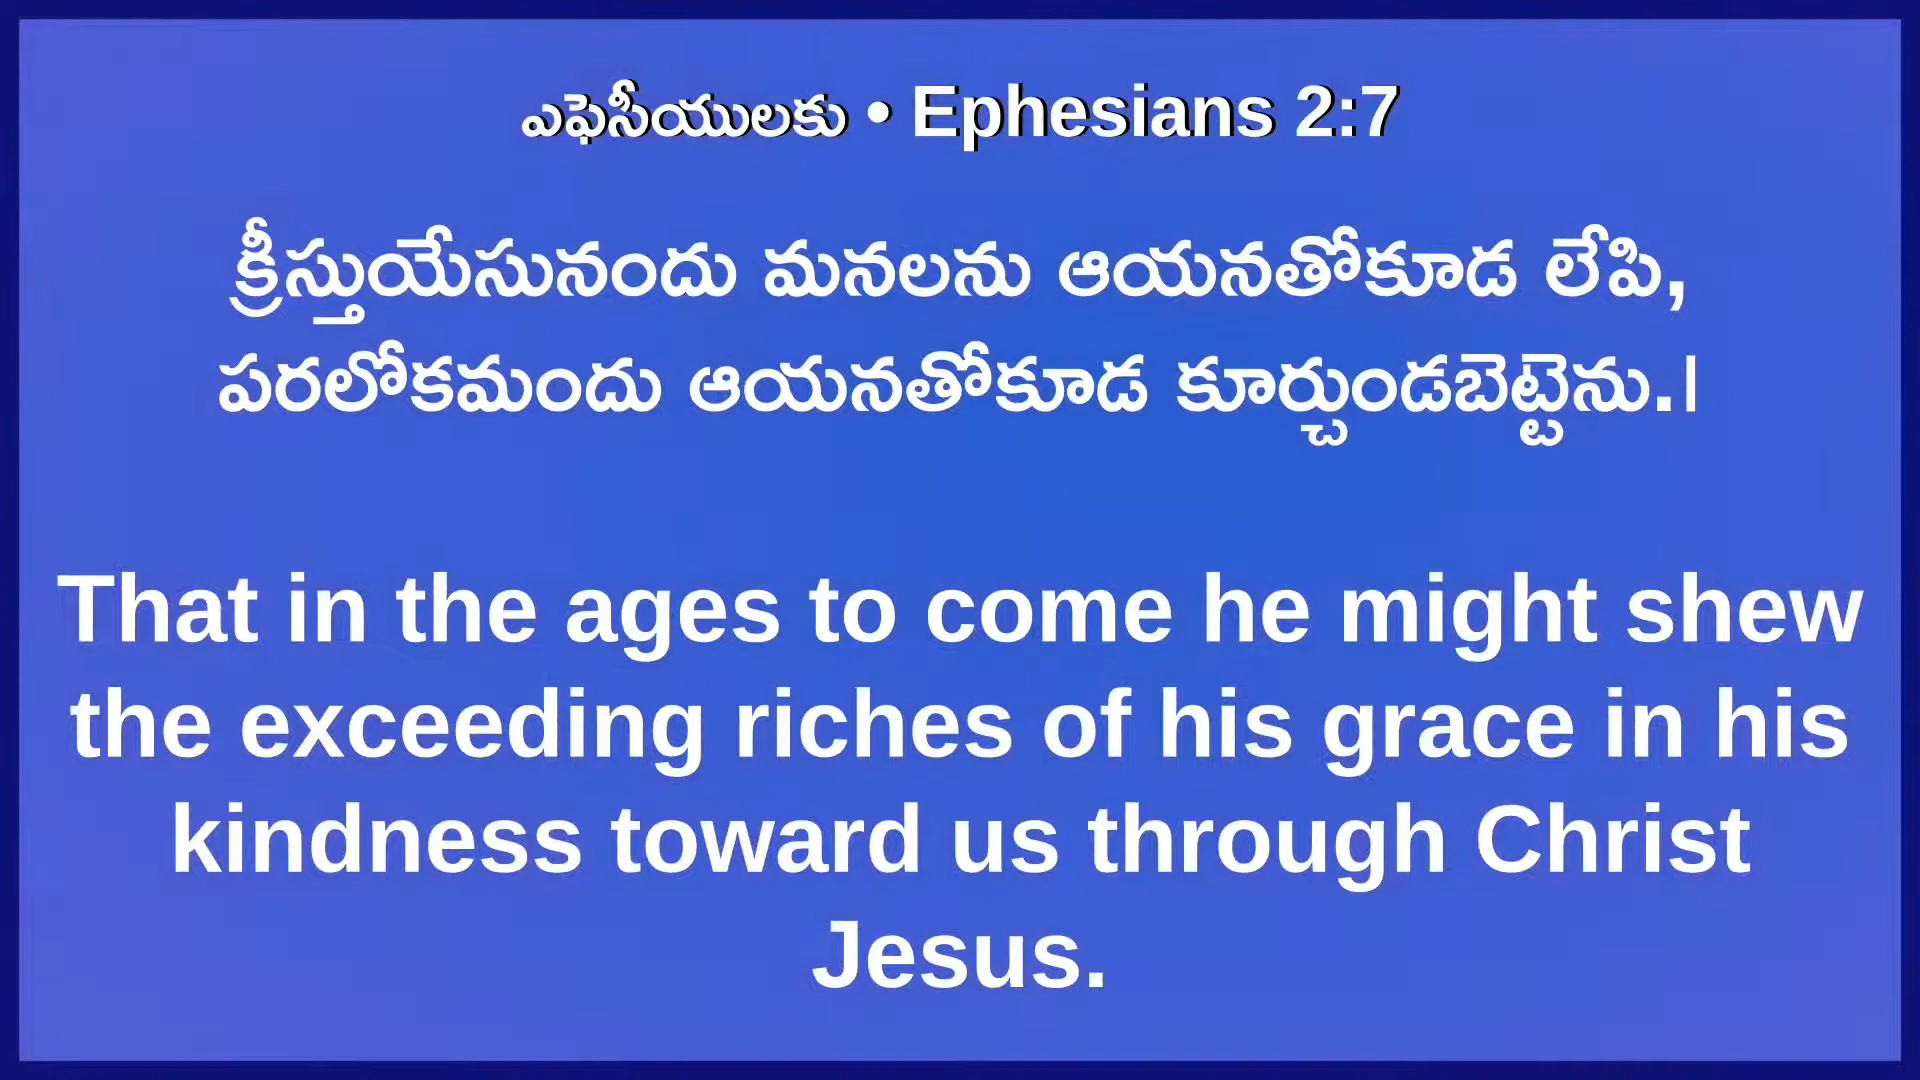 ఎఫెసీయులకు • Ephesians 2:7
క్రీస్తుయేసునందు మనలను ఆయనతోకూడ లేపి,
పరలోకమందు ఆయనతోకూడ కూర్చుండబెట్టెను.।
That in the ages to come he might shew
the exceeding riches of his grace in his
kindness toward us through Christ
Jesus.